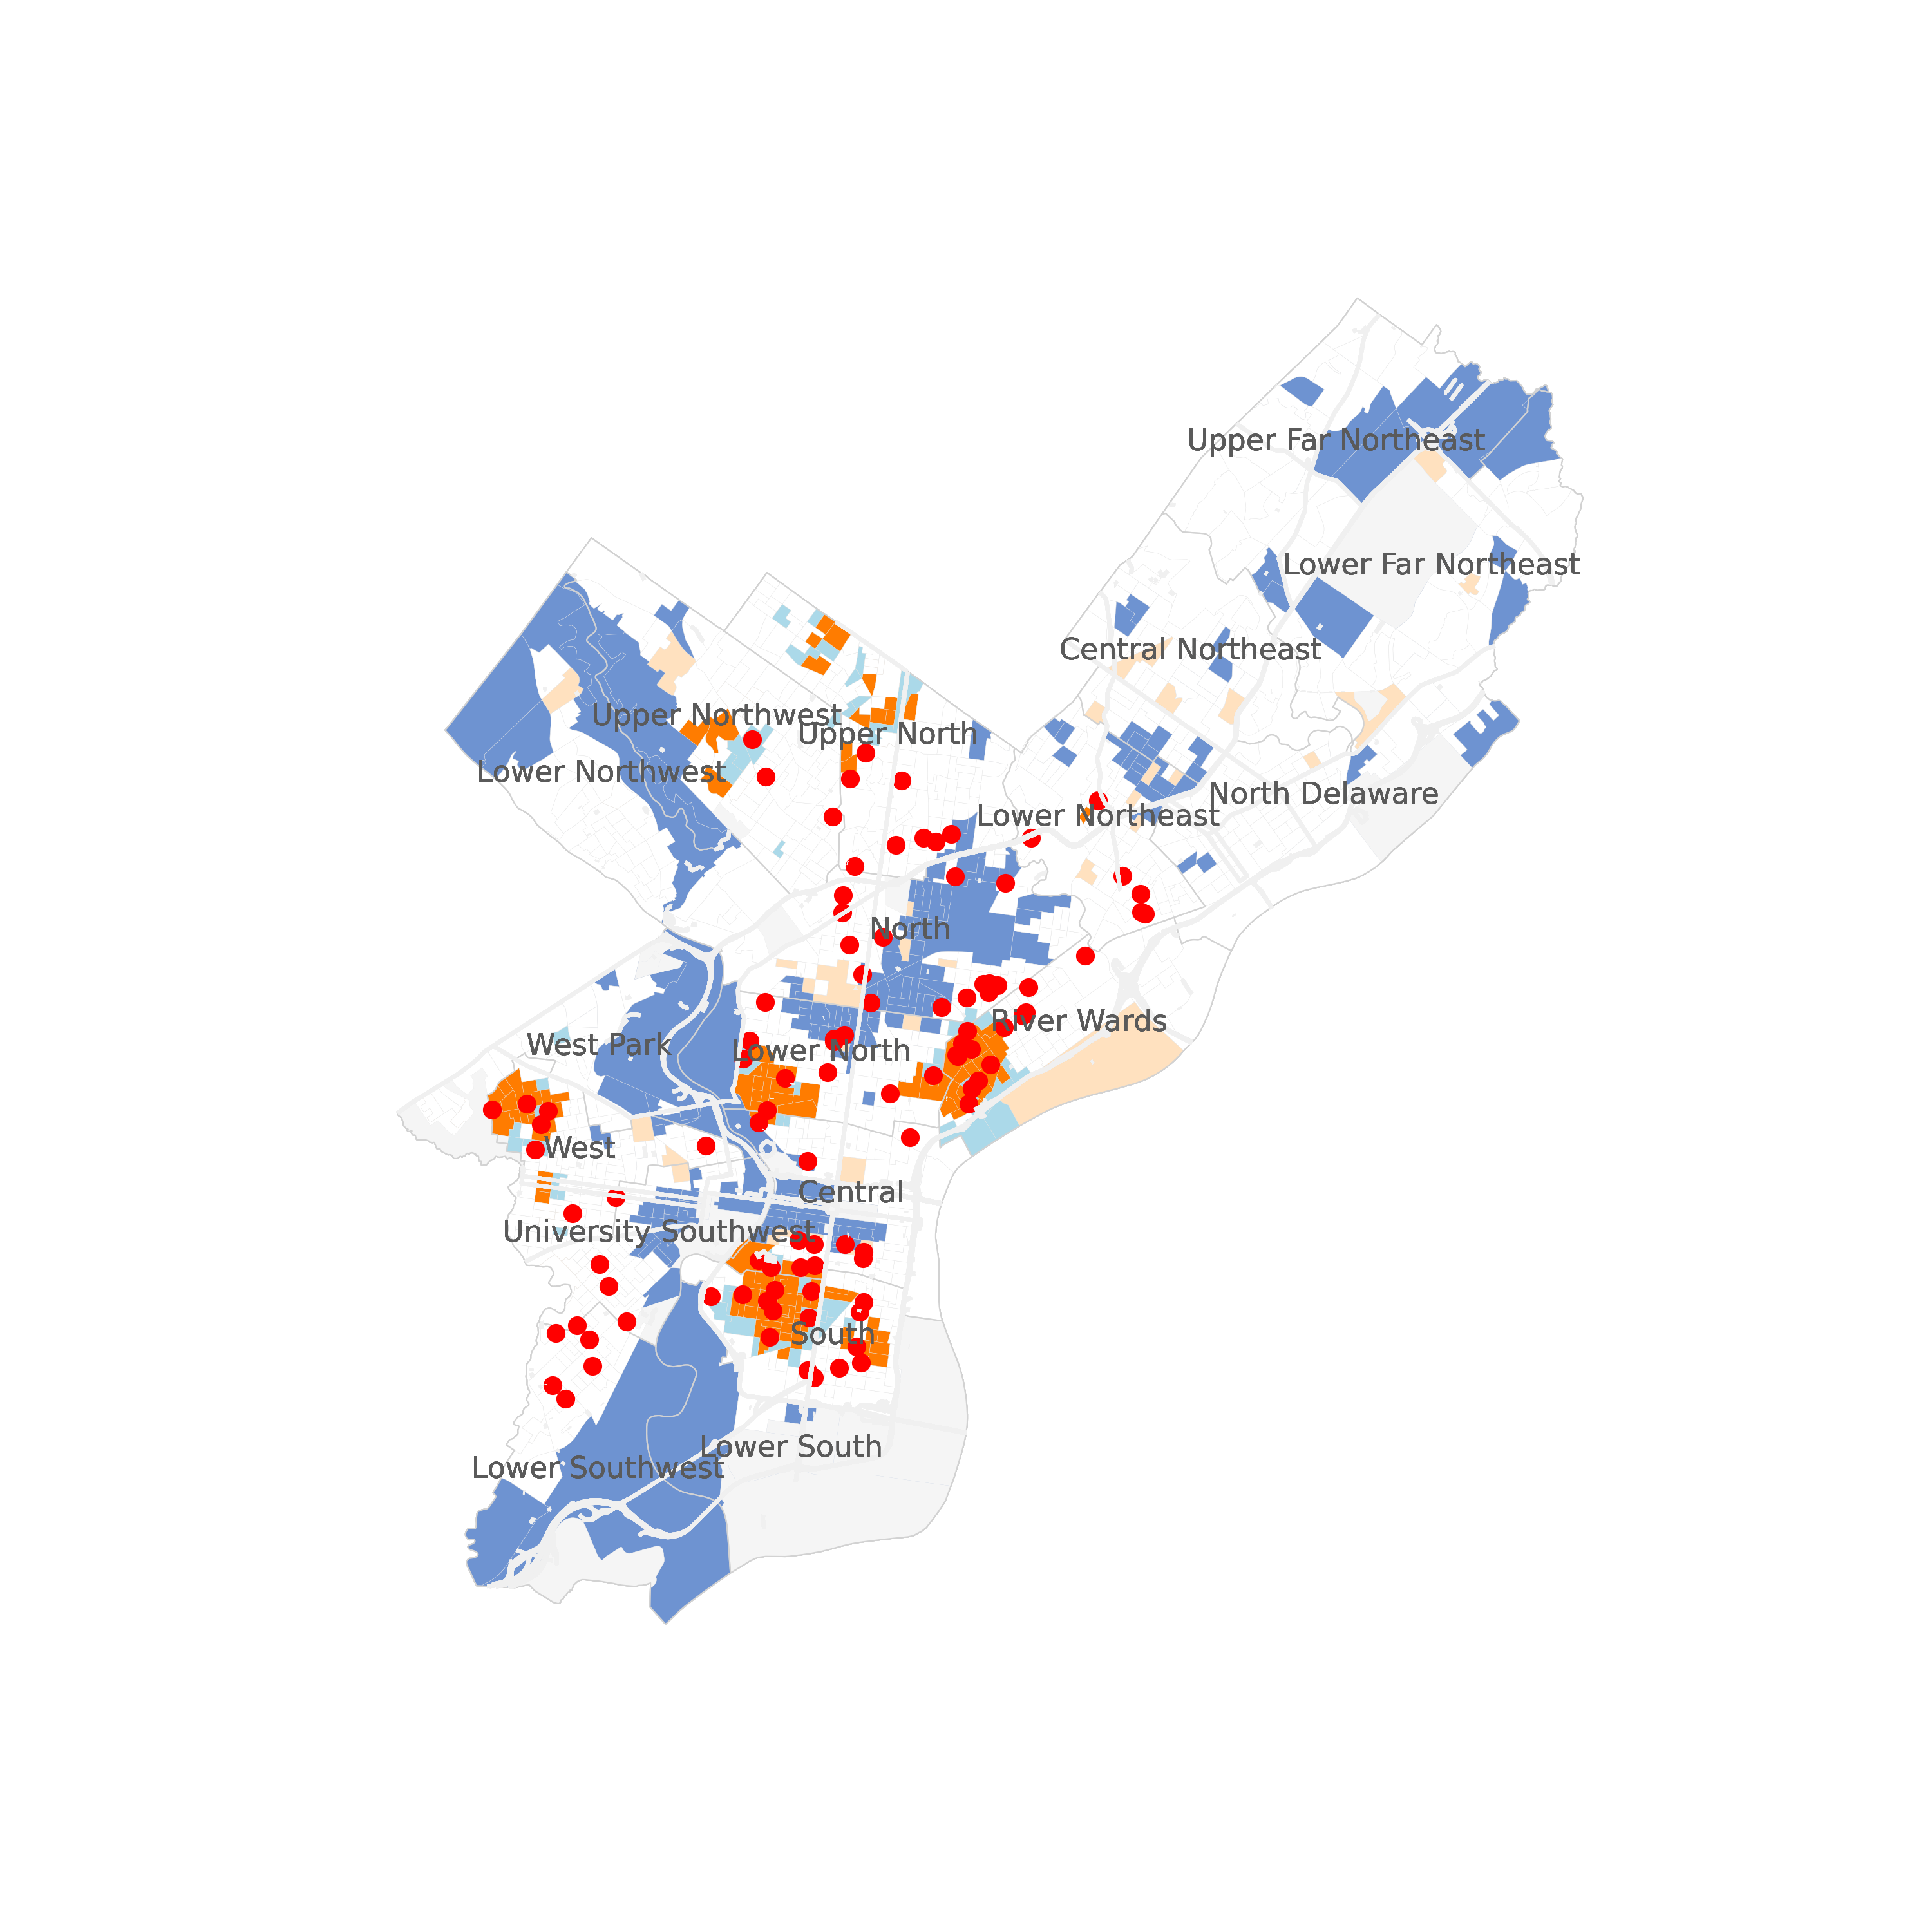 Upper Far Northeast
Lower Far Northeast
Central Northeast
Upper Northwest
Upper North
Lower Northwest
North Delaware
Lower Northeast
North
River Wards
West Park
Lower North
West
Central
University Southwest
South
Lower South
Lower Southwest